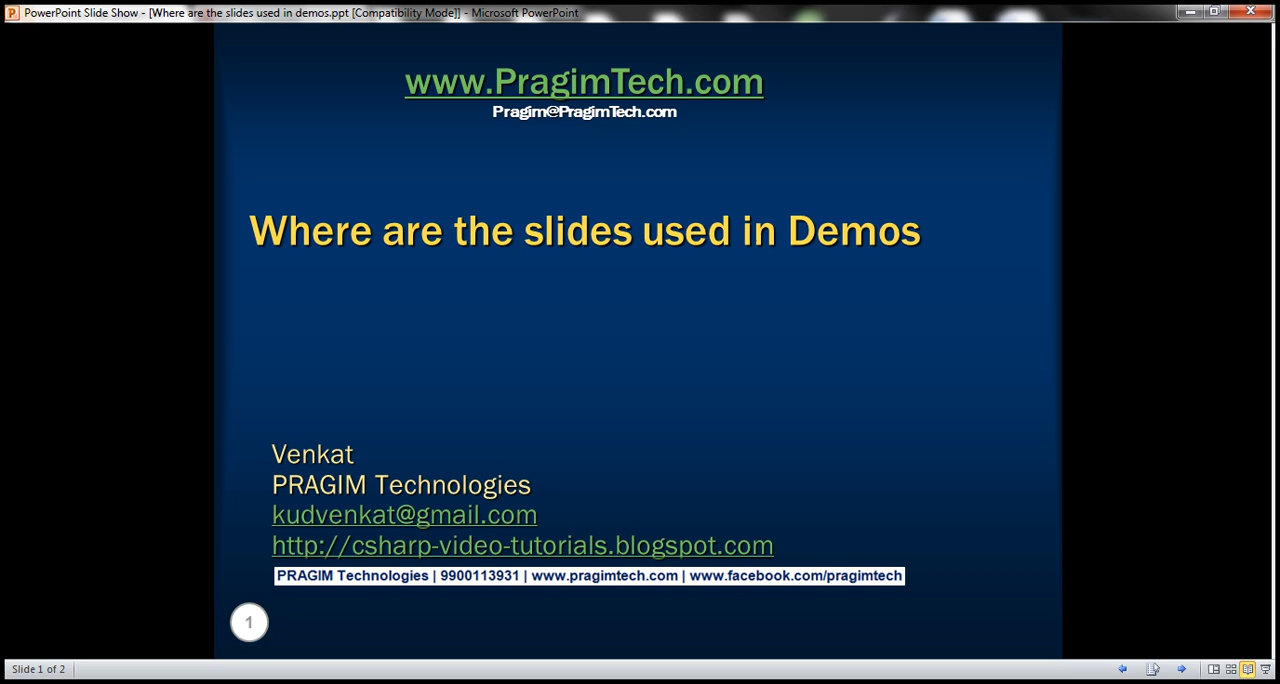 PowerPoint Slide Show - [Where are the slides used in demos.ppt [Compatibility Mode]] - Microsoft PowerPoint
www.PragimTech.com
Pragim@PragimTech.com
Where are the slides used in Demos
Venkat
PRAGIM Technologies
kudvenkat@gmail.com
http://csharp-video-tutorials.blogspot.com
PRAGIM Technologies | 9900113931 | www.pragimtech.com | www.facebook.com/pragimtech
1
Slide 1 of 2